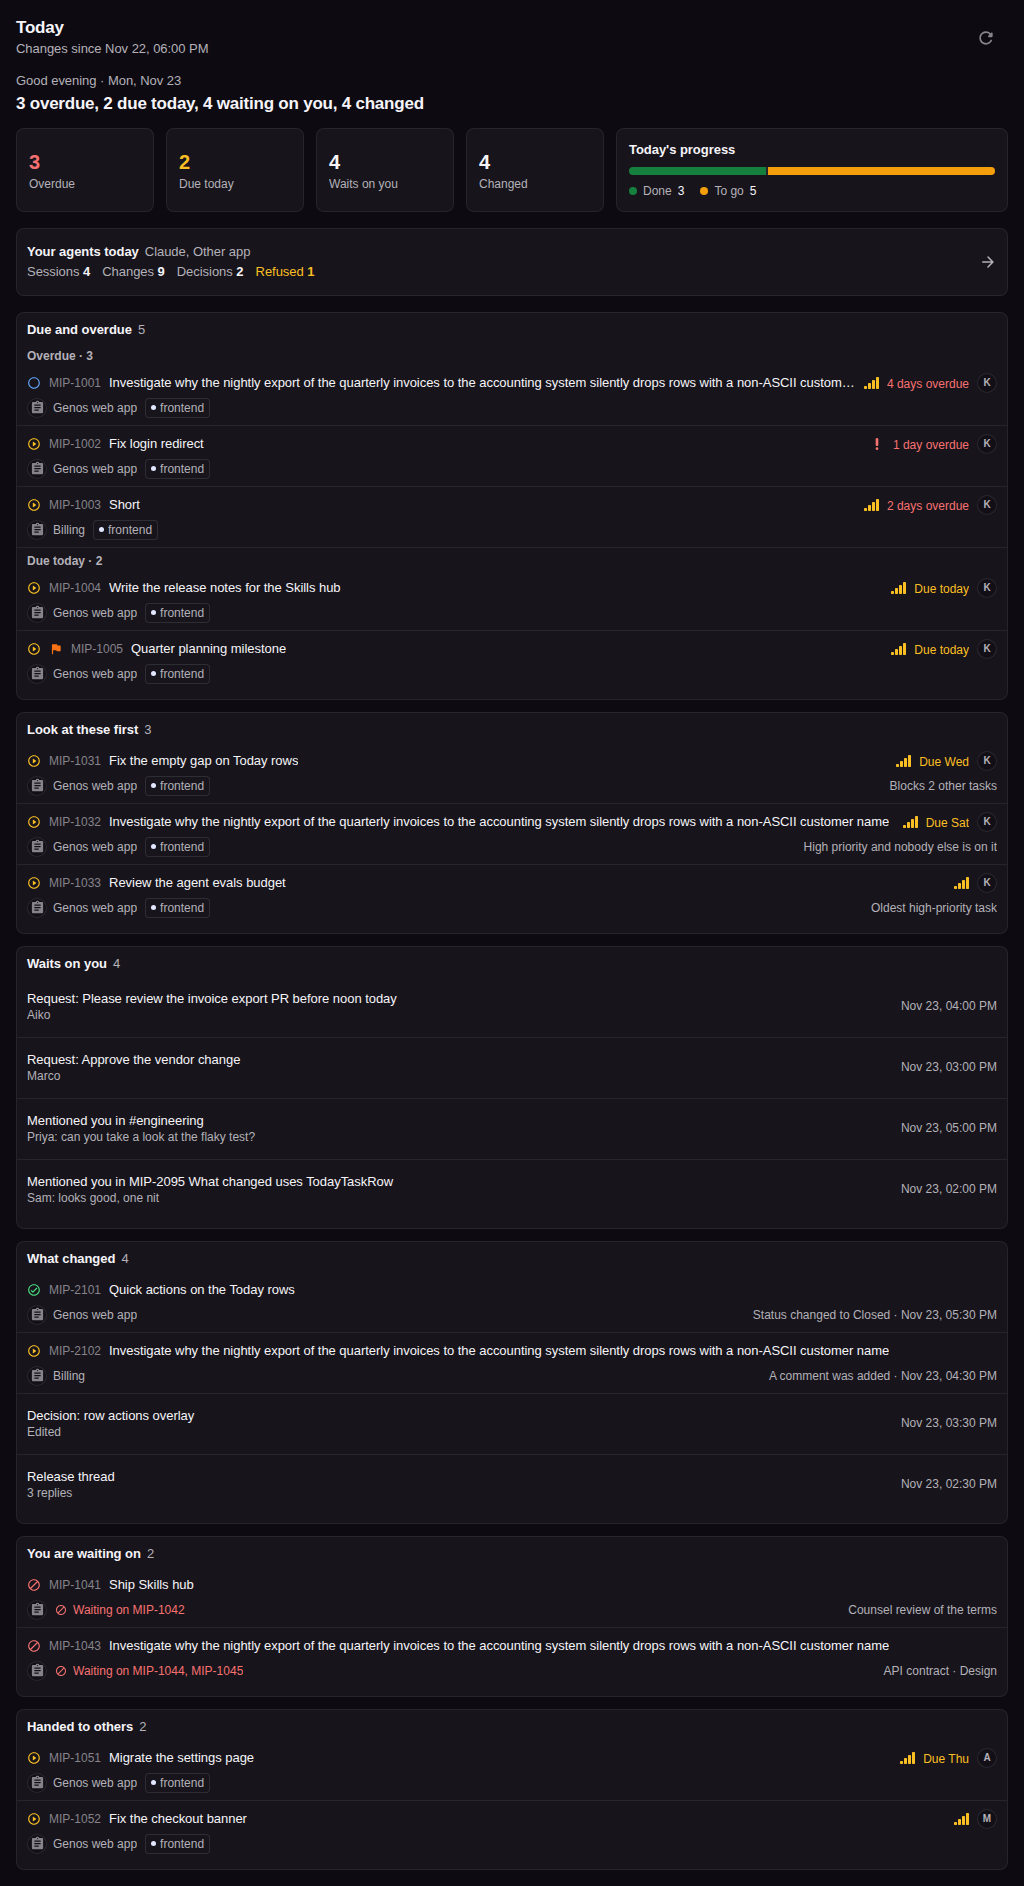 Today
Changes since Nov 22, 06:00 PM
Good evening · Mon, Nov 23
3 overdue, 2 due today, 4 waiting on you, 4 changed
3
Overdue
2
Due today
4
Waits on you
4
Changed
Today's progress
Done 3 To go 5
Your agents today Claude, Other app
Sessions 4 Changes 9 Decisions 2 Refused 1
Due and overdue 5
Overdue · 3
MIP-1001 Investigate why the nightly export of the quarterly invoices to the accounting system silently drops rows with a non-ASCII custom… 4 days overdue K
Genos web app frontend
MIP-1002 Fix login redirect 1 day overdue K
Genos web app frontend
MIP-1003 Short 2 days overdue K
Billing frontend
Due today · 2
MIP-1004 Write the release notes for the Skills hub Due today K
Genos web app frontend
MIP-1005 Quarter planning milestone Due today K
Genos web app frontend
Look at these first 3
MIP-1031 Fix the empty gap on Today rows Due Wed K
Genos web app frontend Blocks 2 other tasks
MIP-1032 Investigate why the nightly export of the quarterly invoices to the accounting system silently drops rows with a non-ASCII customer name Due Sat K
Genos web app frontend High priority and nobody else is on it
MIP-1033 Review the agent evals budget K
Genos web app frontend Oldest high-priority task
Waits on you 4
Request: Please review the invoice export PR before noon today
Aiko
Nov 23, 04:00 PM
Request: Approve the vendor change
Marco
Nov 23, 03:00 PM
Mentioned you in #engineering
Priya: can you take a look at the flaky test?
Nov 23, 05:00 PM
Mentioned you in MIP-2095 What changed uses TodayTaskRow
Sam: looks good, one nit
Nov 23, 02:00 PM
What changed 4
MIP-2101 Quick actions on the Today rows
Genos web app Status changed to Closed · Nov 23, 05:30 PM
MIP-2102 Investigate why the nightly export of the quarterly invoices to the accounting system silently drops rows with a non-ASCII customer name
Billing A comment was added · Nov 23, 04:30 PM
Decision: row actions overlay
Edited
Nov 23, 03:30 PM
Release thread
3 replies
Nov 23, 02:30 PM
You are waiting on 2
MIP-1041 Ship Skills hub
Waiting on MIP-1042 Counsel review of the terms
MIP-1043 Investigate why the nightly export of the quarterly invoices to the accounting system silently drops rows with a non-ASCII customer name
Waiting on MIP-1044, MIP-1045 API contract · Design
Handed to others 2
MIP-1051 Migrate the settings page Due Thu A
Genos web app frontend
MIP-1052 Fix the checkout banner M
Genos web app frontend